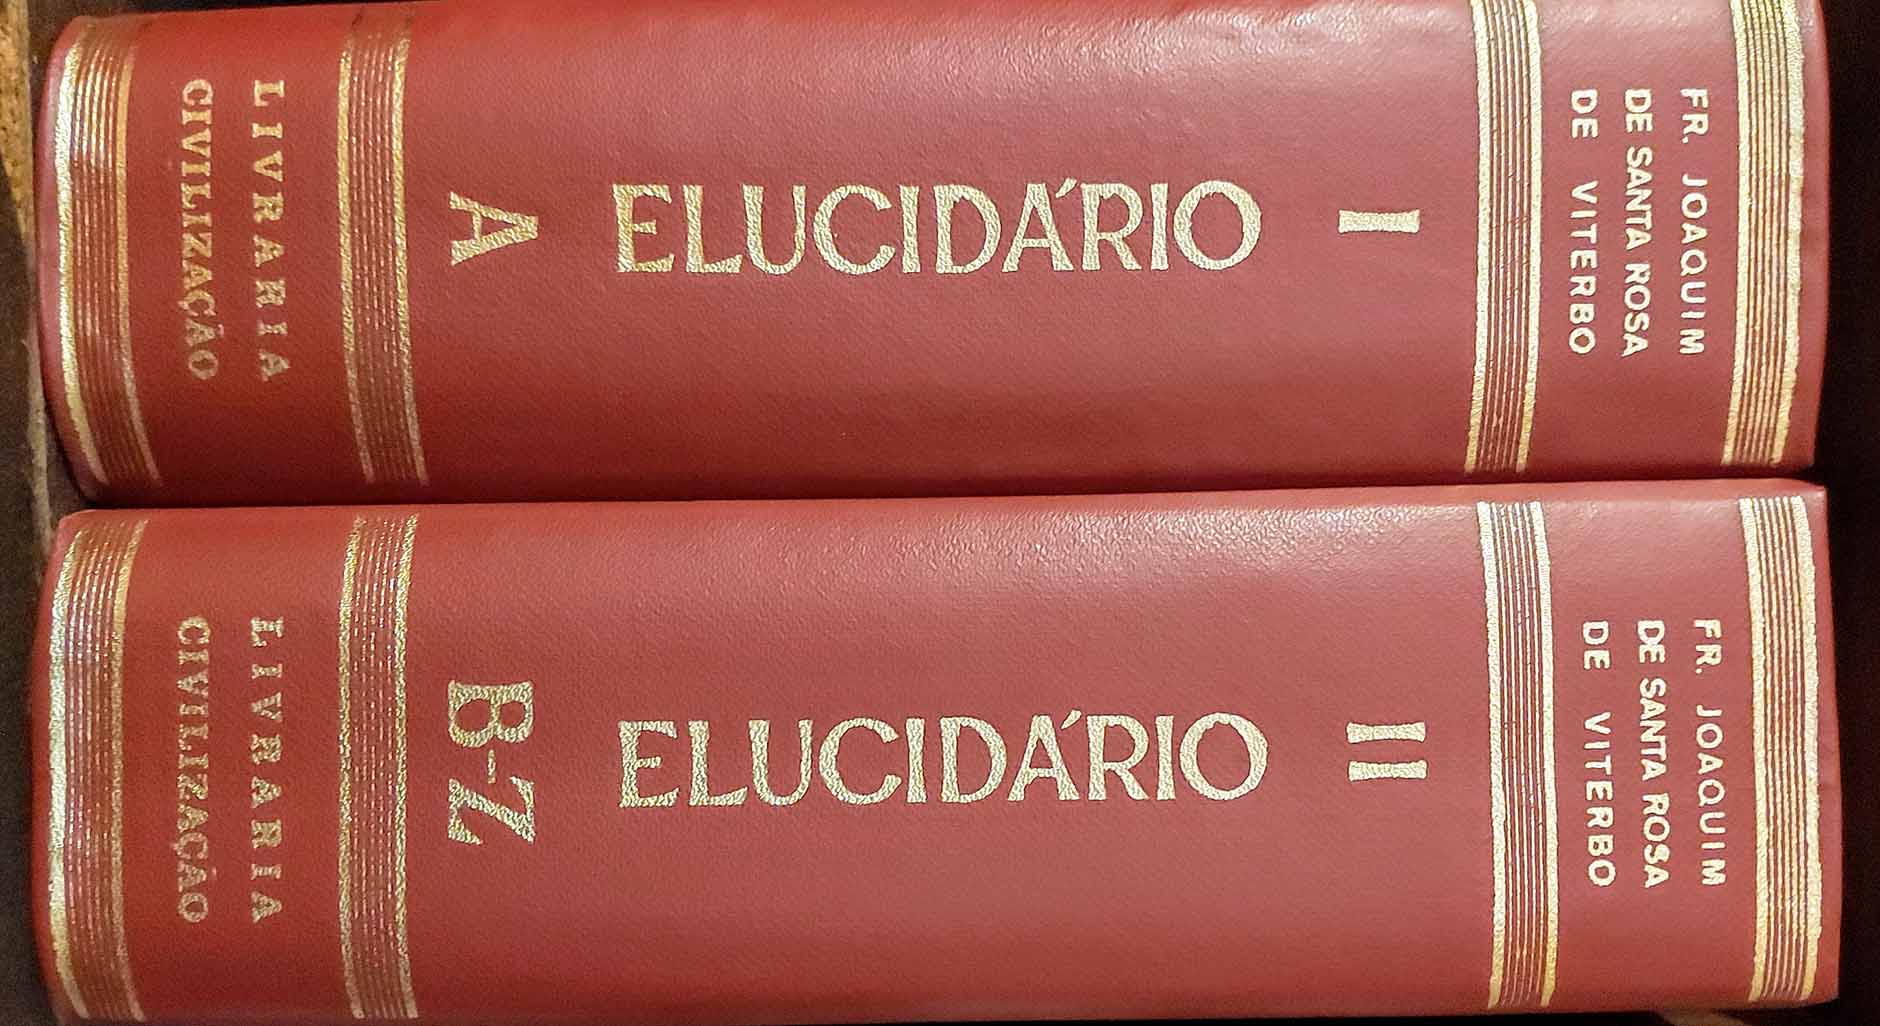 FR. JOAQUIM
DE SANTA ROSA
DE VITERBO
I
ELUCIDÁRIO
A
LIVRARIA
CIVILIZAÇÃO
FR. JOAQUIM
DE SANTA ROSA
DE VITERBO
II
ELUCIDÁRIO
B-Z
LIVRARIA
CIVILIZAÇÃO